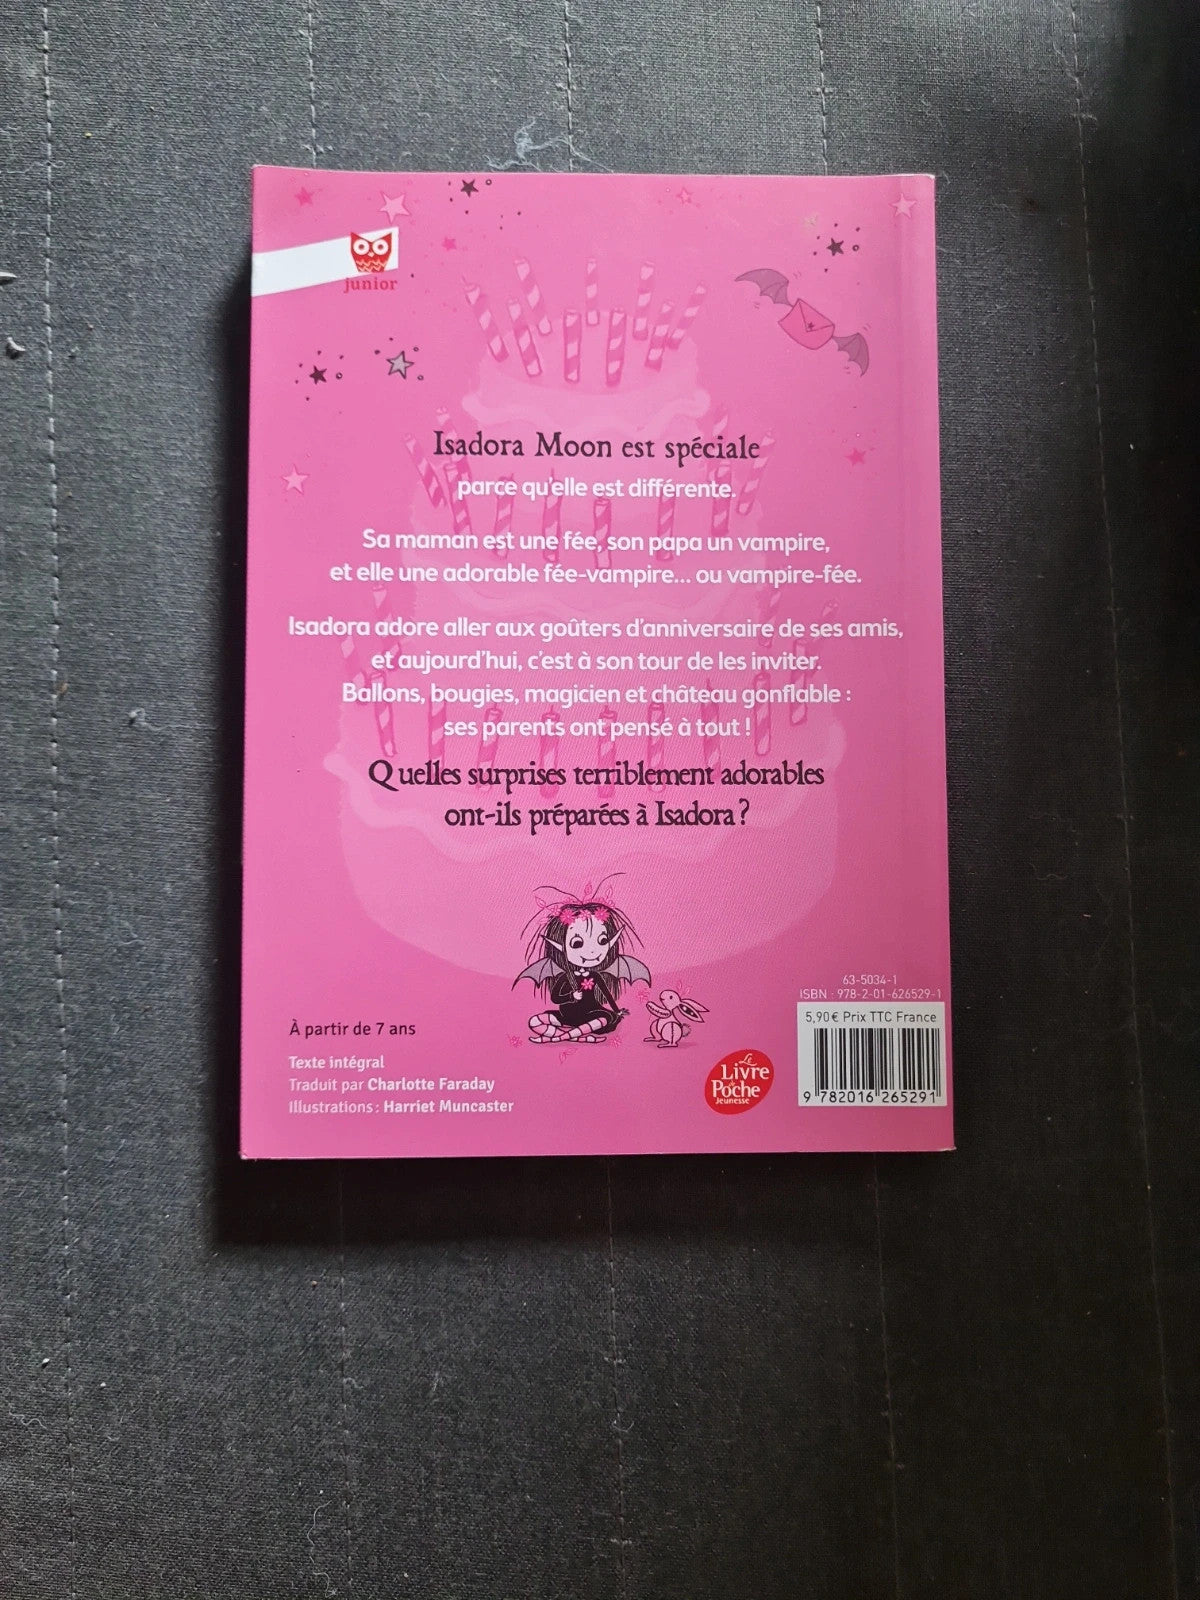 junior
Isadora Moon est spéciale
parce qu'elle est différente.
Sa maman est une fée, son papa un vampire,
et elle une adorable fée-vampire... ou vampire-fée.
Isadora adore aller aux goûters d'anniversaire de ses amis,
et aujourd'hui, c'est à son tour de les inviter.
Ballons, bougies, magicien et château gonflable :
ses parents ont pensé à tout !
Quelles surprises terriblement adorables
ont-ils préparées à Isadora ?
À partir de 7 ans
Texte intégral
Traduit par Charlotte Faraday
Illustrations : Harriet Muncaster
Le
Livre
de
Poche
Jeunesse
63-5034-1
ISBN : 978-2-01-626529-1
5,90 € Prix TTC France
9 782016 265291